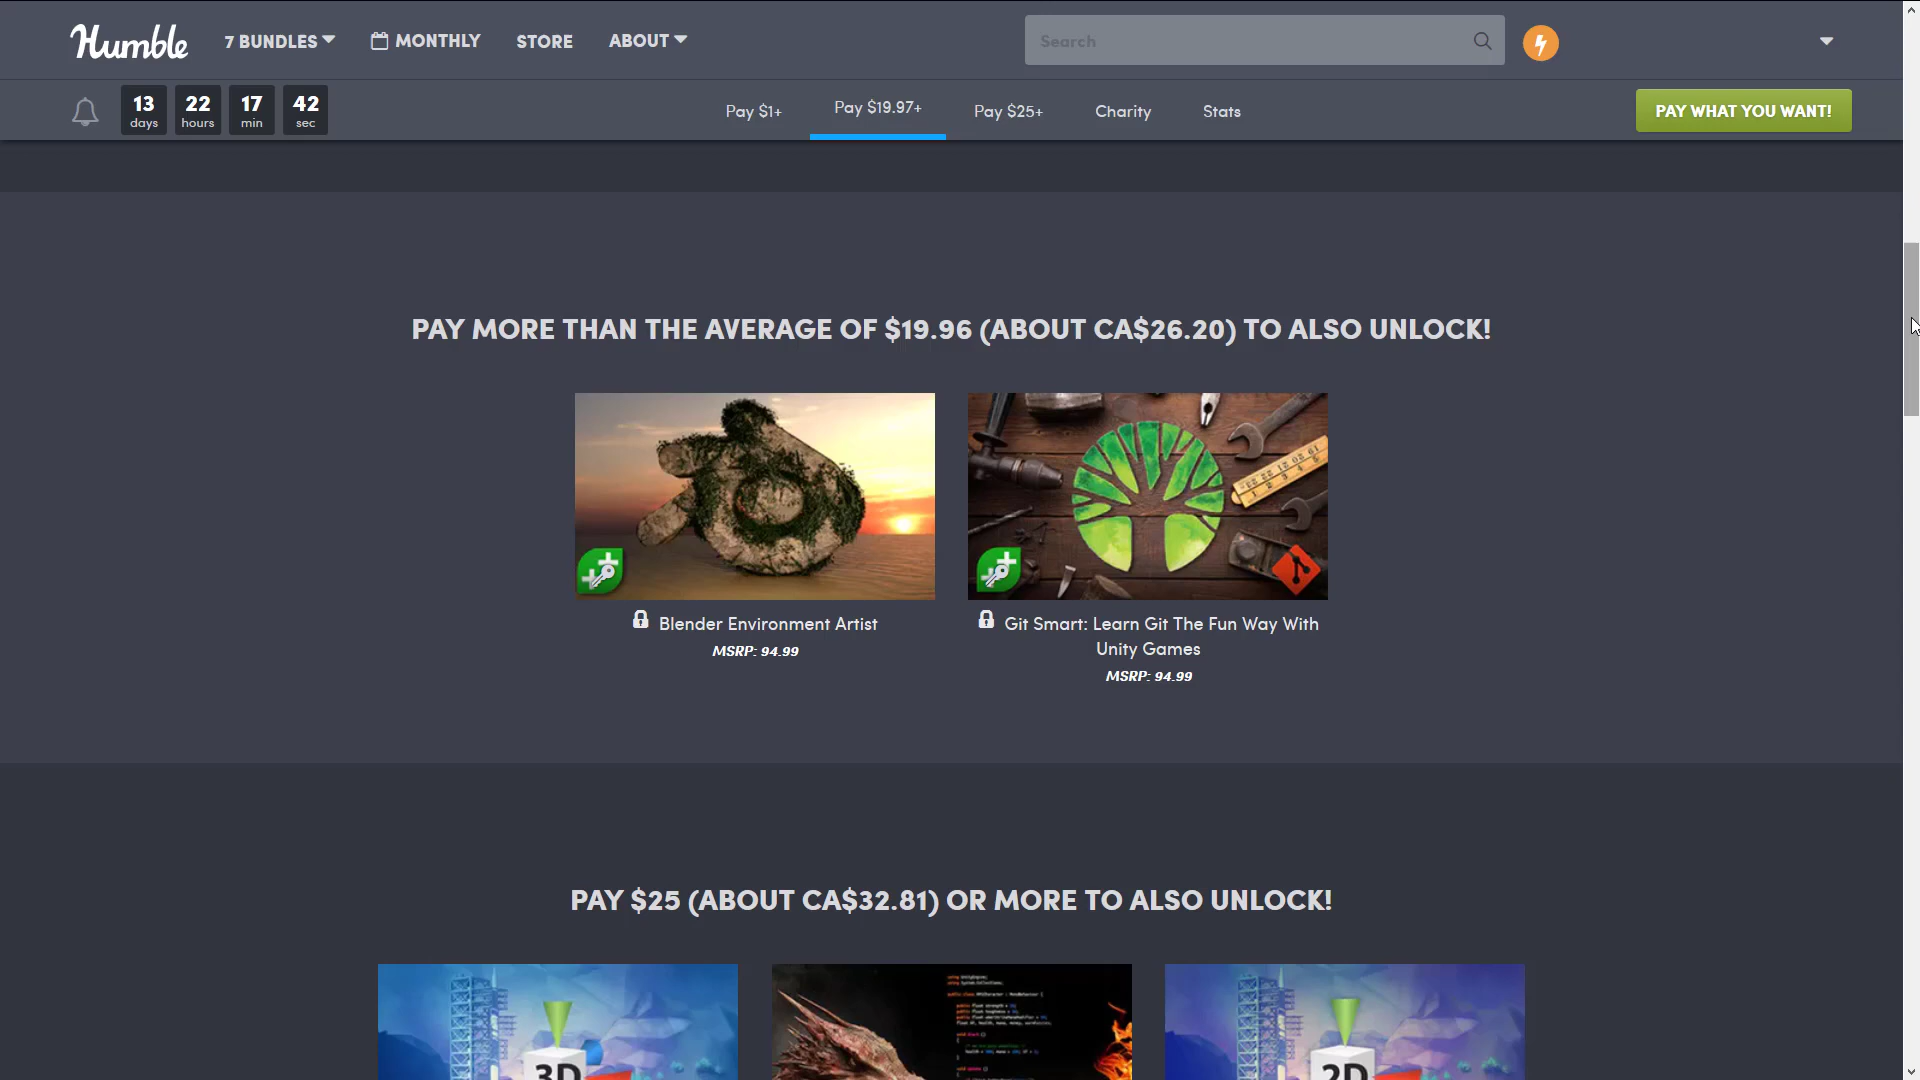 Humble
7 BUNDLES
MONTHLY
STORE
ABOUT
Search
13 days
22 hours
17 min
42 sec
Pay $1+
Pay $19.97+
Pay $25+
Charity
Stats
PAY WHAT YOU WANT!
PAY MORE THAN THE AVERAGE OF $19.96 (ABOUT CA$26.20) TO ALSO UNLOCK!
Blender Environment Artist
MSRP: 94.99
Git Smart: Learn Git The Fun Way With
Unity Games
MSRP: 94.99
PAY $25 (ABOUT CA$32.81) OR MORE TO ALSO UNLOCK!
3D
2D